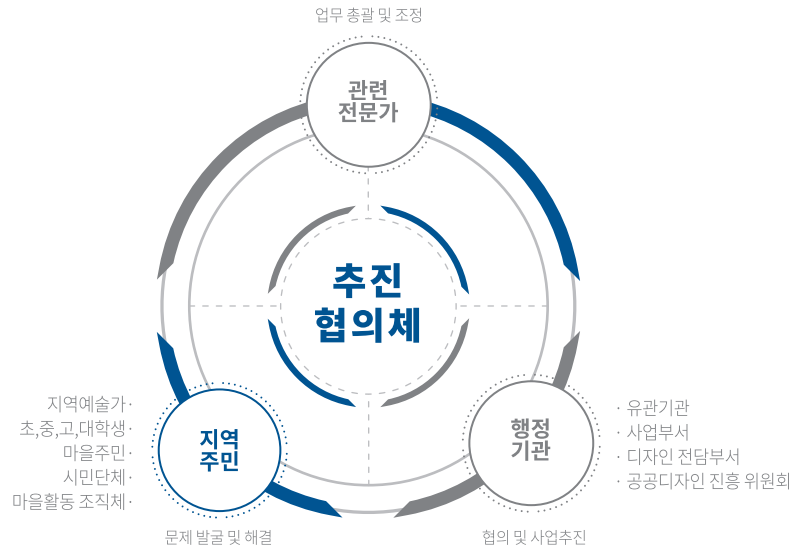 업무 총괄 및 조정
관련
전문가
추진
협의체
지역예술가·
초,중,고,대학생·
마을주민·
시민단체·
마을활동 조직체·
지역
주민
문제 발굴 및 해결
행정
기관
· 유관기관
· 사업부서
· 디자인 전담부서
· 공공디자인 진흥 위원회
협의 및 사업추진